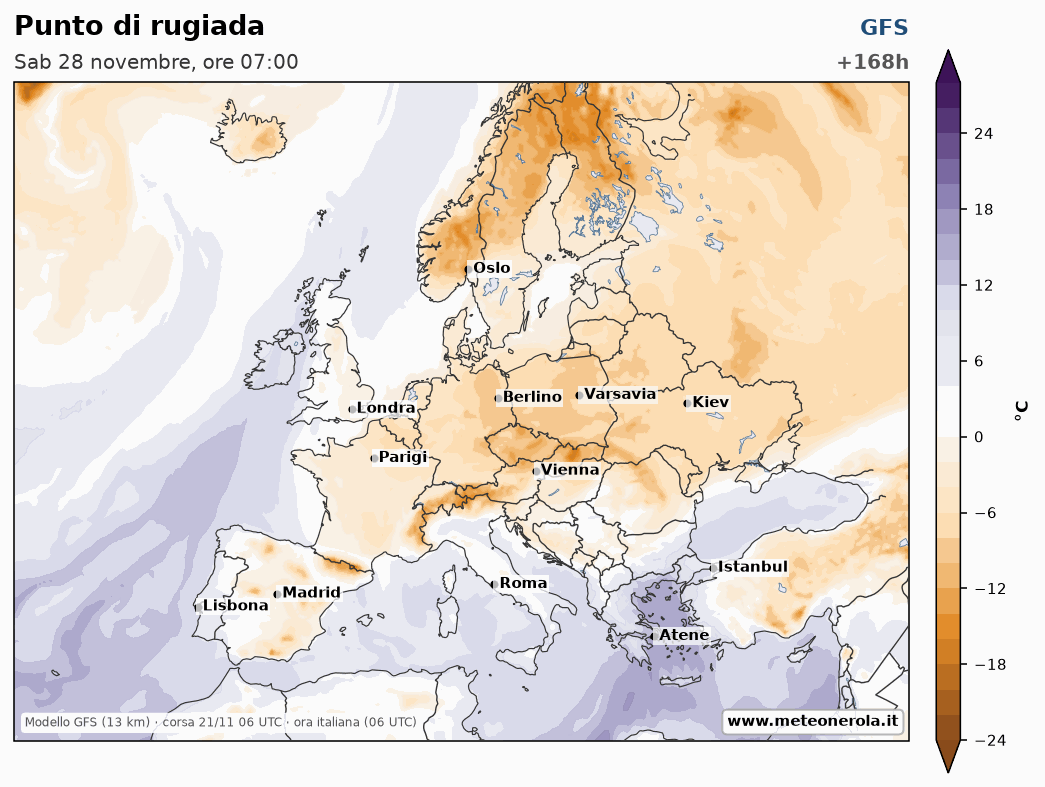 Punto di rugiada
GFS
Sab 28 novembre, ore 07:00
+168h
Oslo
Berlino
Varsavia
Kiev
Londra
Parigi
Vienna
Istanbul
Roma
Madrid
Lisbona
Atene
Modello GFS (13 km) · corsa 21/11 06 UTC · ora italiana (06 UTC)
www.meteonerola.it
24
18
12
6
0
−6
−12
−18
−24
°C